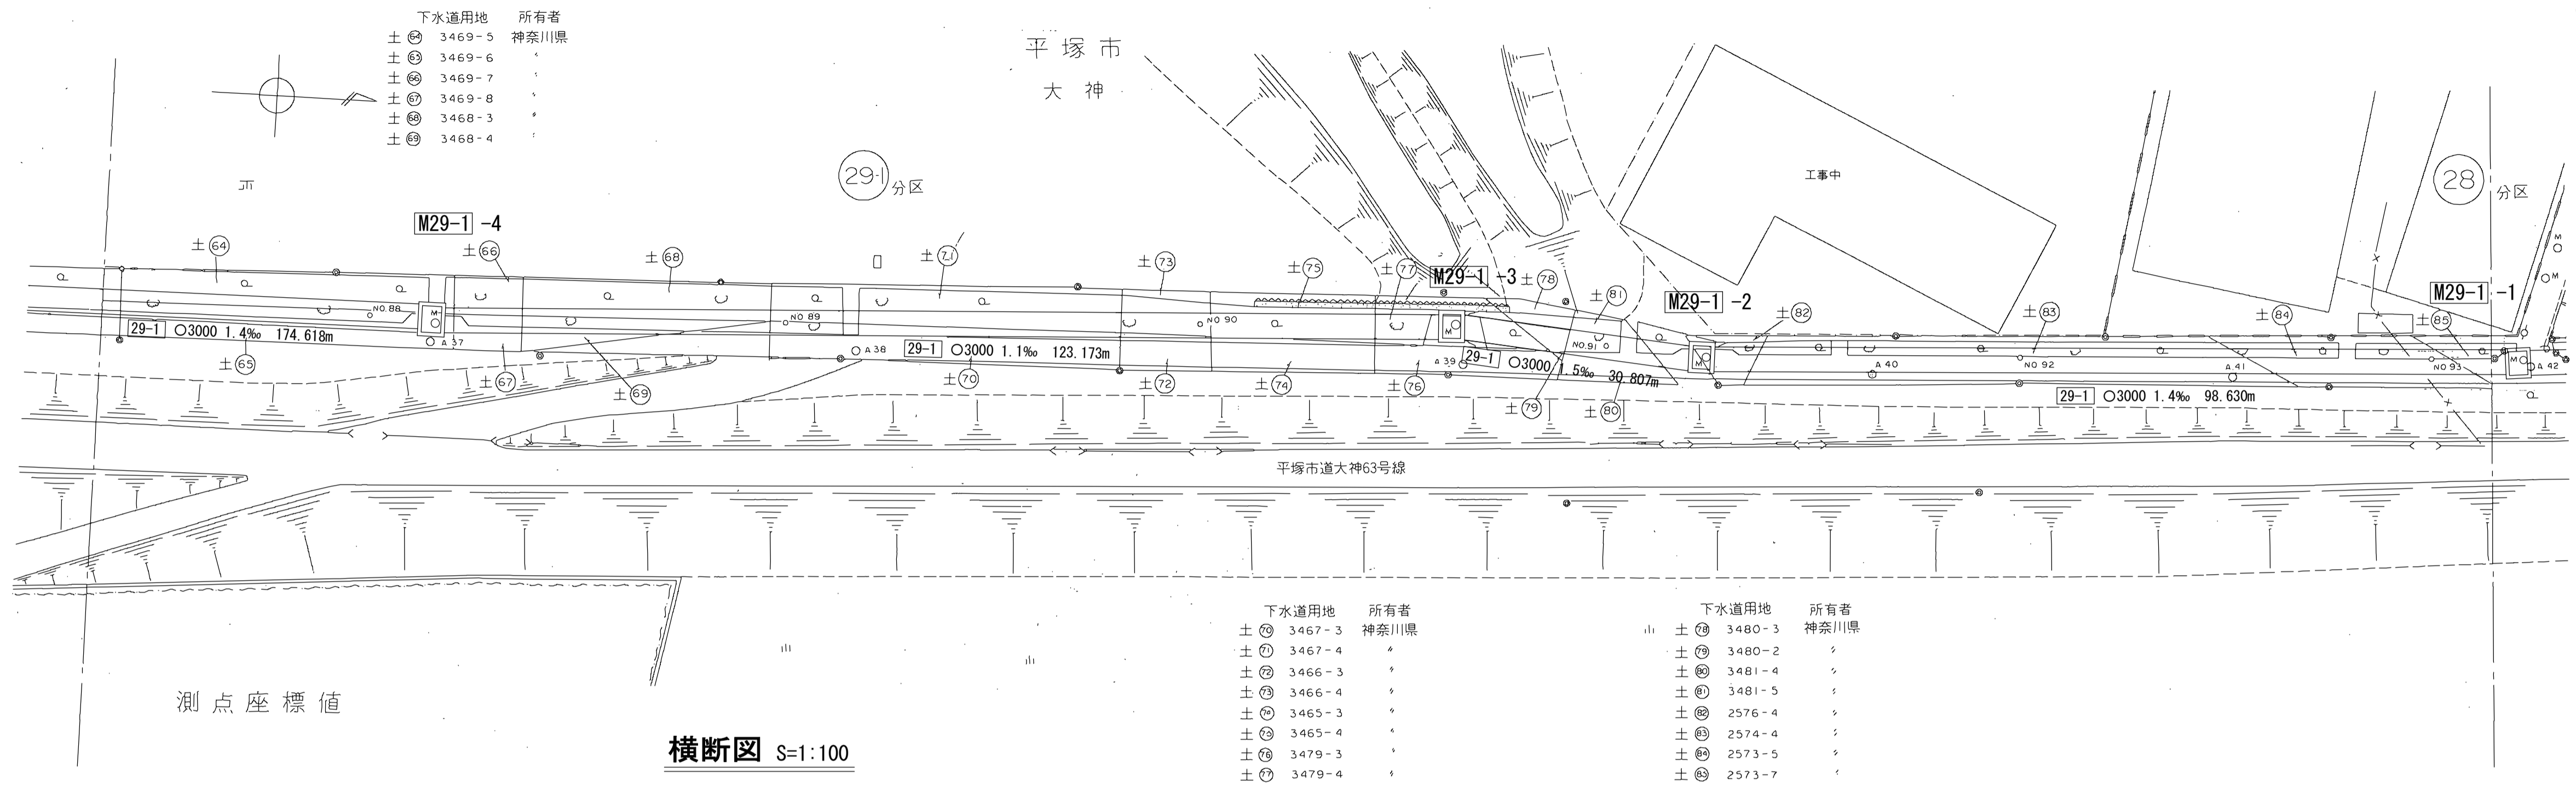 下水道用地 所有者
土 64 3469-5 神奈川県
土 65 3469-6 〃
土 66 3469-7 〃
土 67 3469-8 〃
土 68 3468-3 〃
土 69 3468-4 〃
平塚市
大神
29-1 分区
28 分区
工事中
M29-1 -4
M29-1 -3
M29-1 -2
M29-1 -1
土 64
土 66
土 68
土 71
土 73
土 75
土 77
土 78
土 81
土 82
土 83
土 84
土 85
M
M
M
M
M
M
NO.88
NO 89
NO 90
NO.91
NO 92
NO 93
A 37
A 38
A 39
A 40
A 41
A 42
29-1 ○3000 1.4‰ 174.618m
29-1 ○3000 1.1‰ 123.173m
29-1 ○3000 1.5‰ 30.807m
29-1 ○3000 1.4‰ 98.630m
土 65
土 67
土 69
土 70
土 72
土 74
土 76
土 79
土 80
平塚市道大神63号線
測点座標値
横断図 S=1:100
下水道用地 所有者
土 70 3467-3 神奈川県
土 71 3467-4 〃
土 72 3466-3 〃
土 73 3466-4 〃
土 74 3465-3 〃
土 75 3465-4 〃
土 76 3479-3 〃
土 77 3479-4 〃
下水道用地 所有者
土 78 3480-3 神奈川県
土 79 3480-2 〃
土 80 3481-4 〃
土 81 3481-5 〃
土 82 2576-4 〃
土 83 2574-4 〃
土 84 2573-5 〃
土 85 2573-7 〃